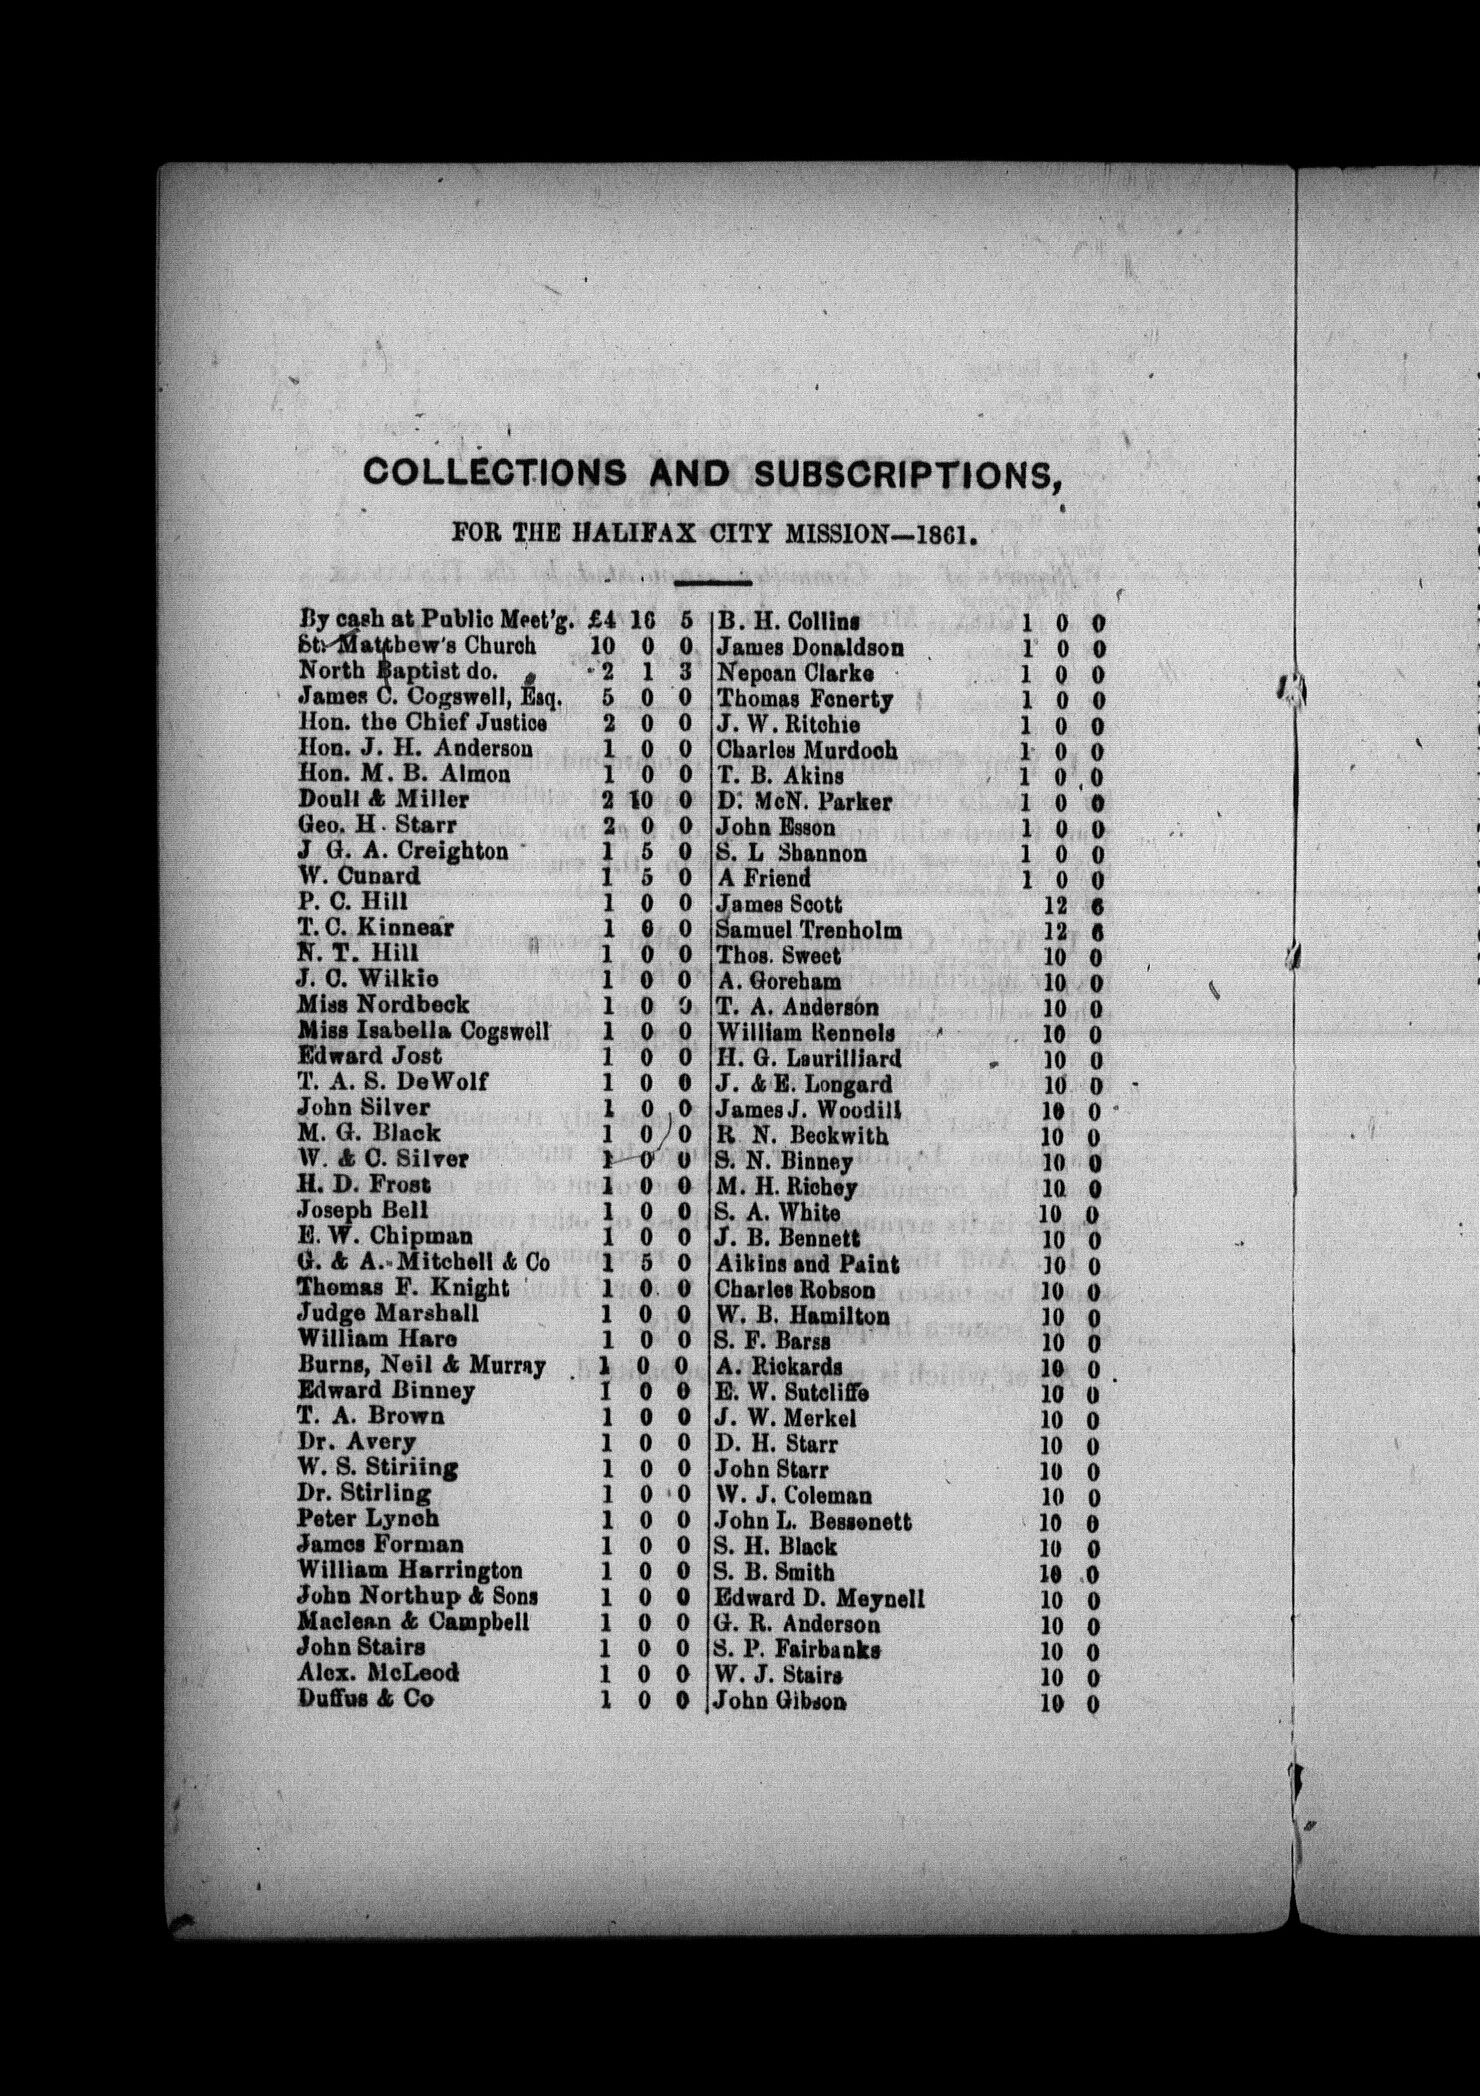 COLLECTIONS AND SUBSCRIPTIONS,
FOR THE HALIFAX CITY MISSION—1861.
By cash at Public Meet'g. £4 16 5
St. Matthew's Church 10 0 0
North Baptist do. 2 1 3
James C. Cogswell, Esq. 5 0 0
Hon. the Chief Justice 2 0 0
Hon. J. H. Anderson 1 0 0
Hon. M. B. Almon 1 0 0
Doull & Miller 2 10 0
Geo. H. Starr 2 0 0
J G. A. Creighton 1 5 0
W. Cunard 1 5 0
P. C. Hill 1 0 0
T. C. Kinnear 1 0 0
N. T. Hill 1 0 0
J. C. Wilkie 1 0 0
Miss Nordbeck 1 0 0
Miss Isabella Cogswell 1 0 0
Edward Jost 1 0 0
T. A. S. DeWolf 1 0 0
John Silver 1 0 0
M. G. Black 1 0 0
W. & C. Silver 1 0 0
H. D. Frost 1 0 0
Joseph Bell 1 0 0
E. W. Chipman 1 0 0
G. & A. Mitchell & Co 1 5 0
Thomas F. Knight 1 0 0
Judge Marshall 1 0 0
William Hare 1 0 0
Burns, Neil & Murray 1 0 0
Edward Binney 1 0 0
T. A. Brown 1 0 0
Dr. Avery 1 0 0
W. S. Stiriing 1 0 0
Dr. Stirling 1 0 0
Peter Lynch 1 0 0
James Forman 1 0 0
William Harrington 1 0 0
John Northup & Sons 1 0 0
Maclean & Campbell 1 0 0
John Stairs 1 0 0
Alex. McLeod 1 0 0
Duffus & Co 1 0 0
B. H. Collins 1 0 0
James Donaldson 1 0 0
Nepean Clarke 1 0 0
Thomas Fenerty 1 0 0
J. W. Ritchie 1 0 0
Charles Murdoch 1 0 0
T. B. Akins 1 0 0
D. McN. Parker 1 0 0
John Esson 1 0 0
S. L Shannon 1 0 0
A Friend 1 0 0
James Scott 12 6
Samuel Trenholm 12 6
Thos. Sweet 10 0
A. Goreham 10 0
T. A. Anderson 10 0
William Rennels 10 0
H. G. Laurilliard 10 0
J. & E. Longard 10 0
James J. Woodill 10 0
R. N. Beckwith 10 0
S. N. Binney 10 0
M. H. Richey 10 0
S. A. White 10 0
J. B. Bennett 10 0
Aikins and Paint 10 0
Charles Robson 10 0
W. B. Hamilton 10 0
S. F. Barss 10 0
A. Rickards 10 0
E. W. Sutcliffe 10 0
J. W. Merkel 10 0
D. H. Starr 10 0
John Starr 10 0
W. J. Coleman 10 0
John L. Bessonett 10 0
S. H. Black 10 0
S. B. Smith 10 0
Edward D. Meynell 10 0
G. R. Anderson 10 0
S. P. Fairbanks 10 0
W. J. Stairs 10 0
John Gibson 10 0